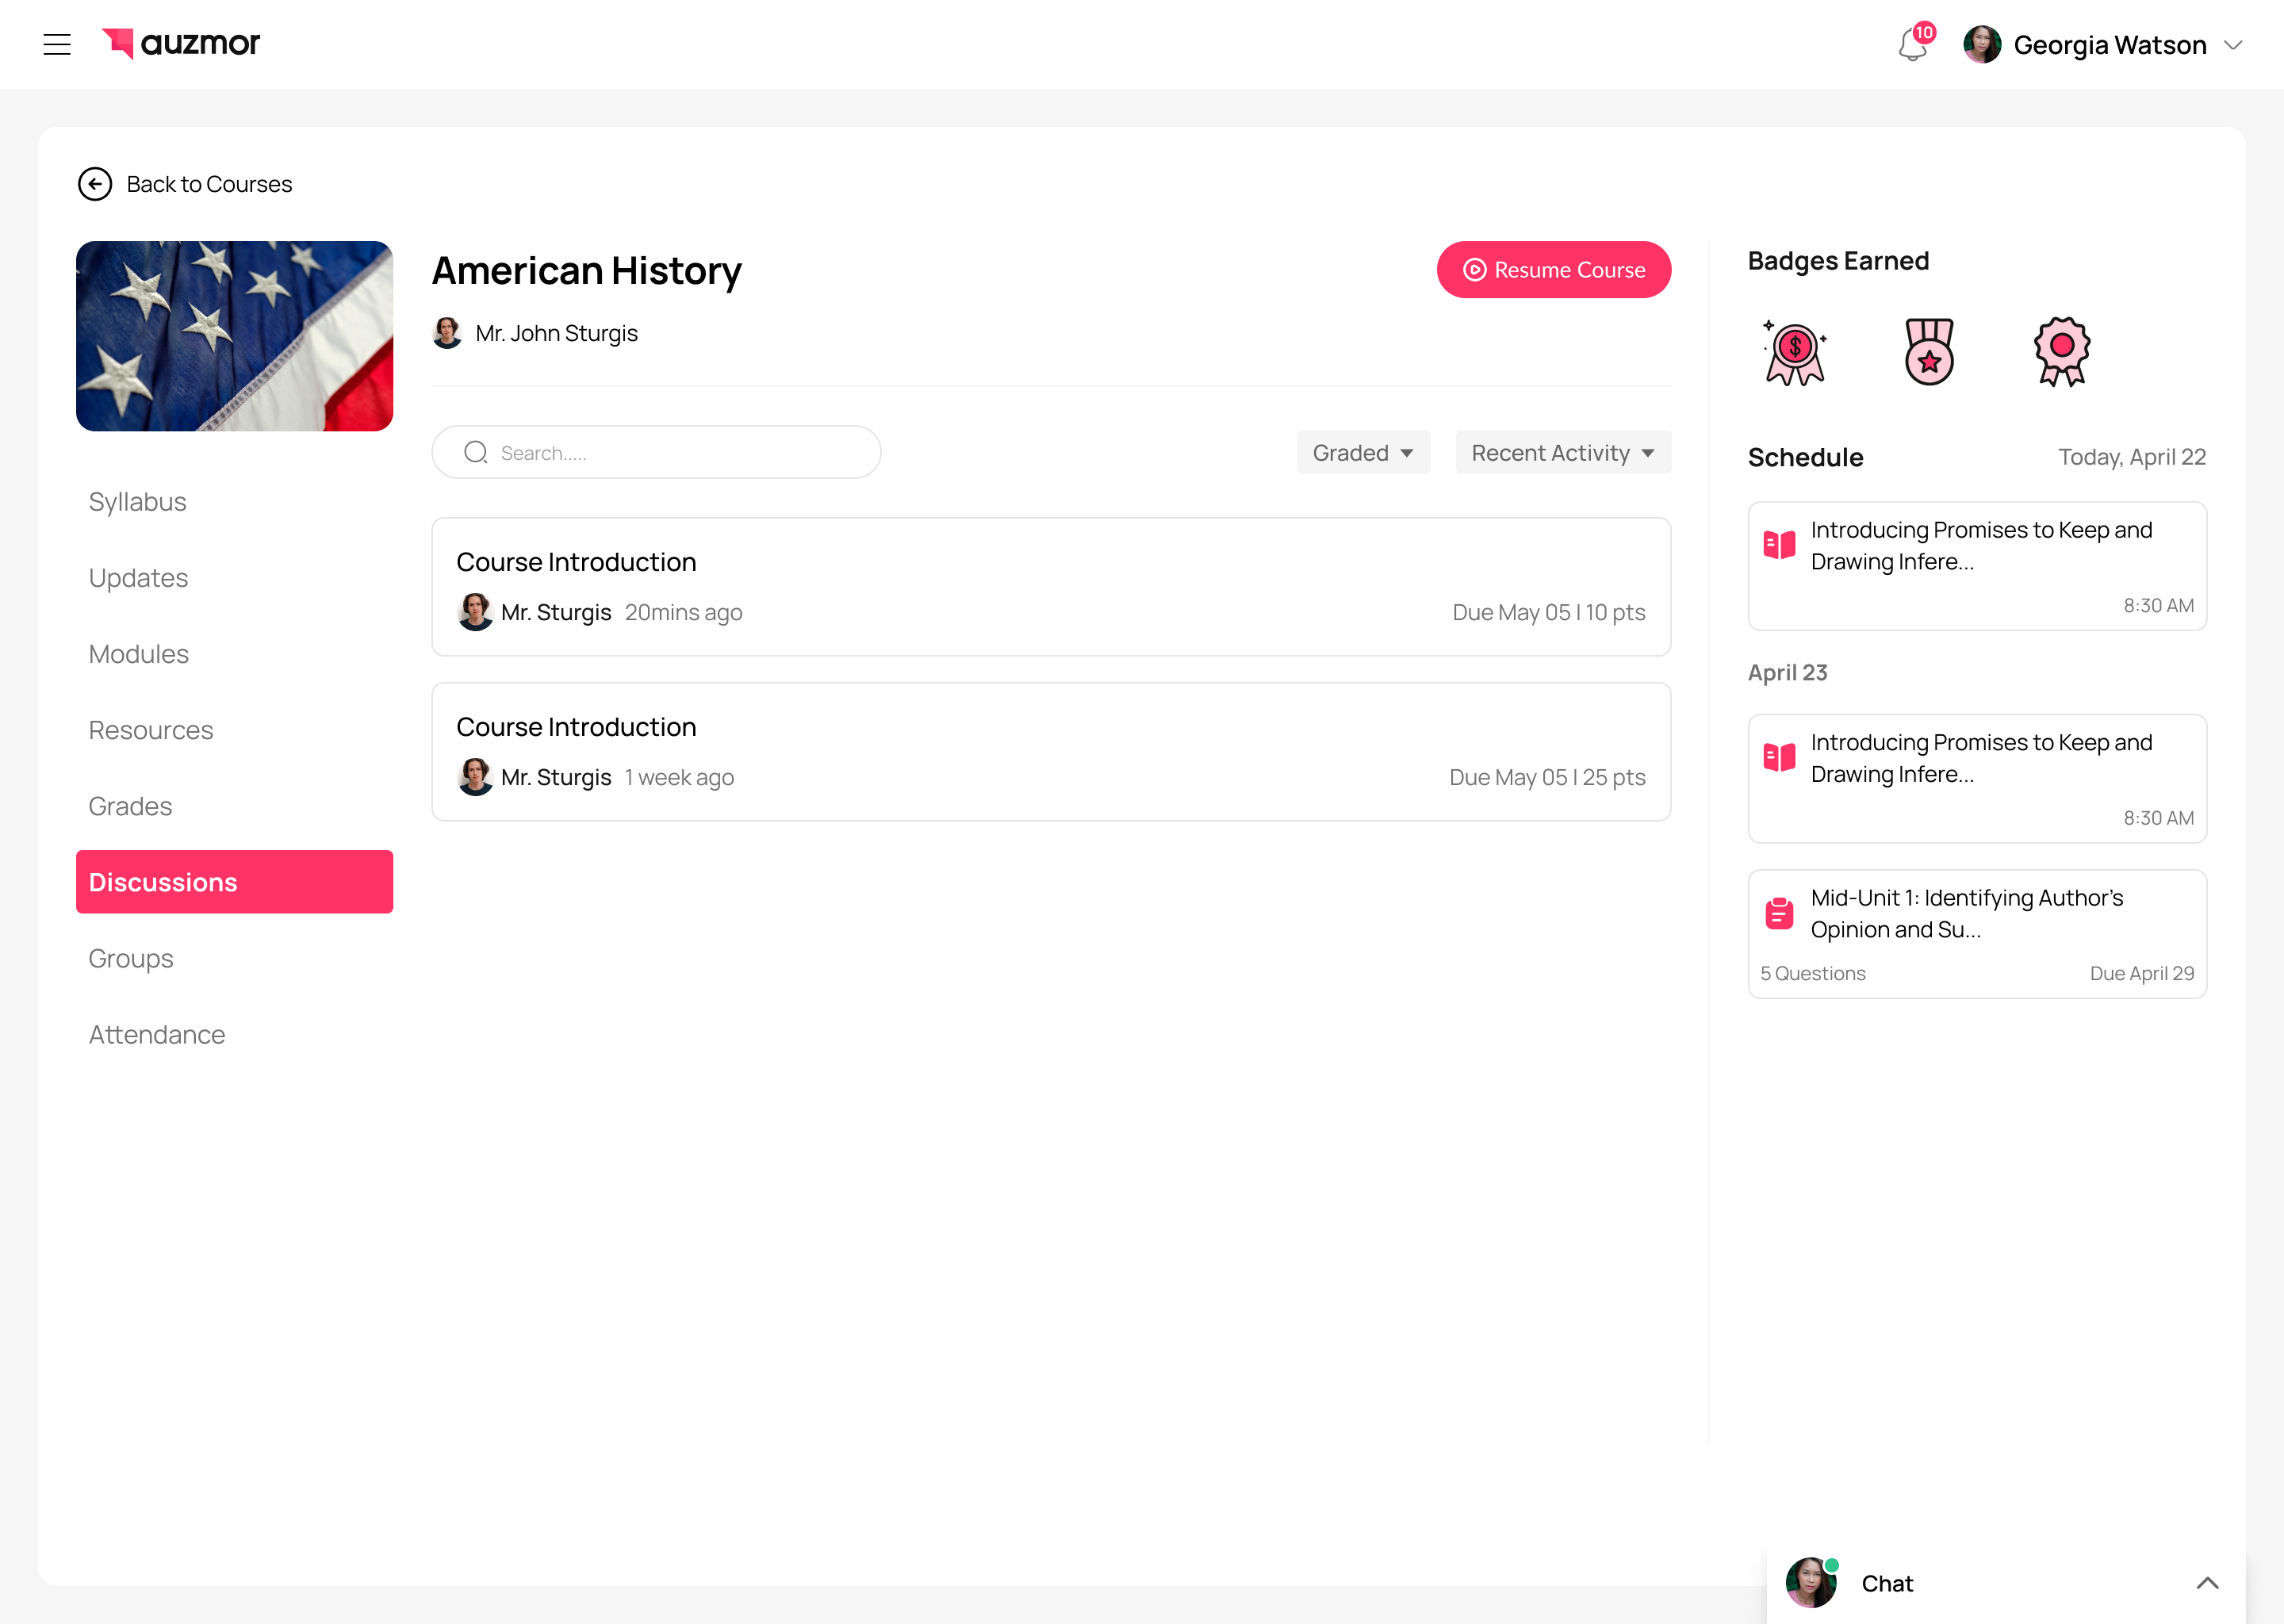 auzmor
10
Georgia Watson
Back to Courses
American History
Resume Course
Mr. John Sturgis
Search.....
Graded
Recent Activity
Syllabus
Updates
Modules
Resources
Grades
Discussions
Groups
Attendance
Course Introduction
Mr. Sturgis 20mins ago
Due May 05 | 10 pts
Course Introduction
Mr. Sturgis 1 week ago
Due May 05 | 25 pts
Badges Earned
$
Schedule
Today, April 22
Introducing Promises to Keep and
Drawing Infere...
8:30 AM
April 23
Introducing Promises to Keep and
Drawing Infere...
8:30 AM
Mid-Unit 1: Identifying Author's
Opinion and Su...
5 Questions
Due April 29
Chat